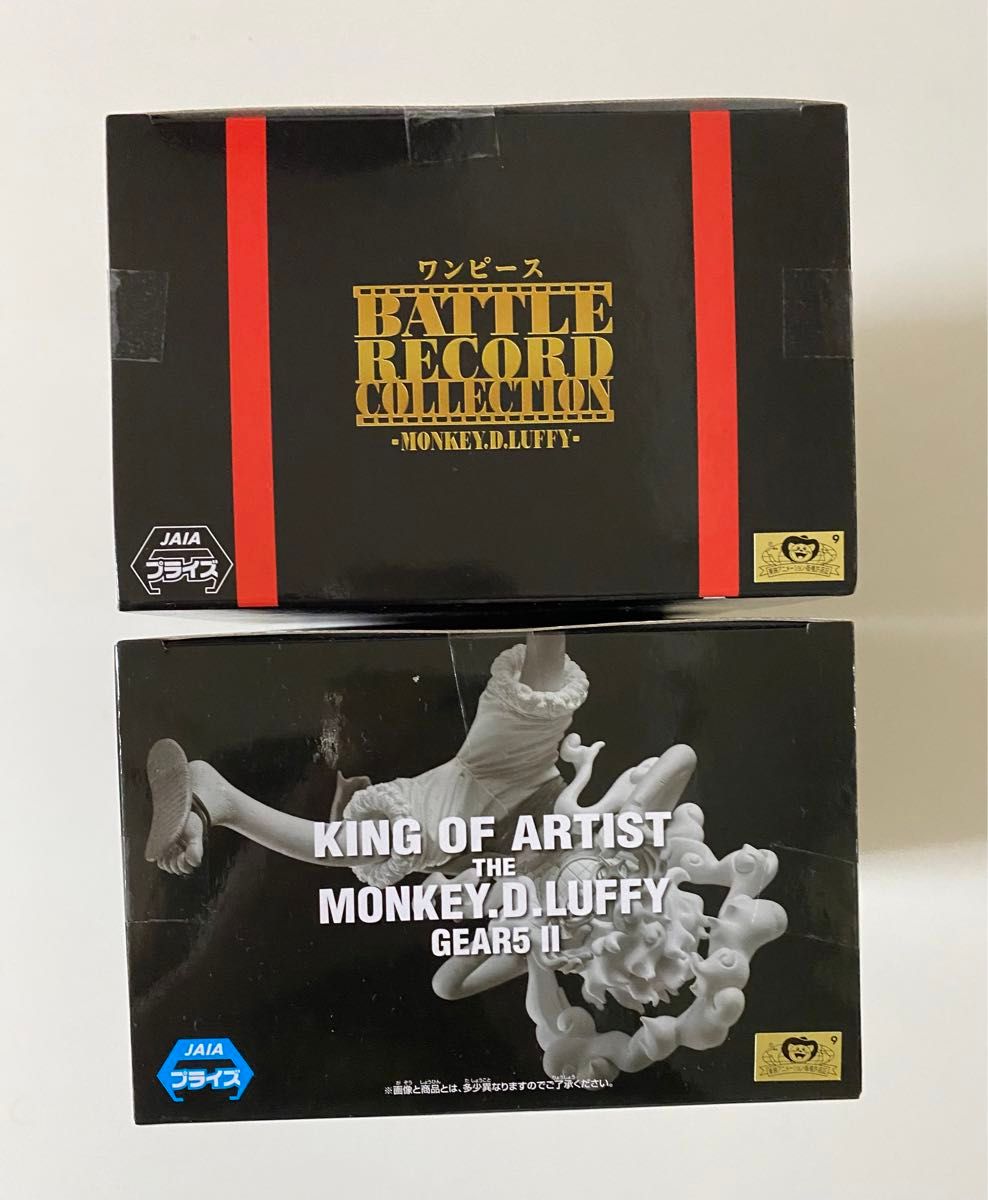 ワンピース
BATTLE
RECORD
COLLECTION
-MONKEY.D.LUFFY-
JAIA
プライズ
9
KING OF ARTIST
THE
MONKEY.D.LUFFY
GEAR5 II
JAIA
プライズ
9
※画像と商品とは、多少異なりますのでご了承ください。